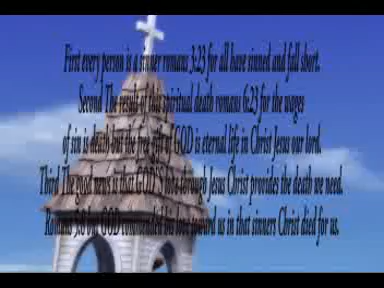 First every person is a sinner romans 3:23 for all have sinned and fall short.
Second The result of this spiritual death romans 6:23 for the wages
of sin is death but the free gift of GOD is eternal life in Christ Jesus our lord.
Third The good news is that GOD'S love through Jesus Christ provides the death we need.
Romans 5:8 but GOD commended his love toward us in that sinners Christ died for us.